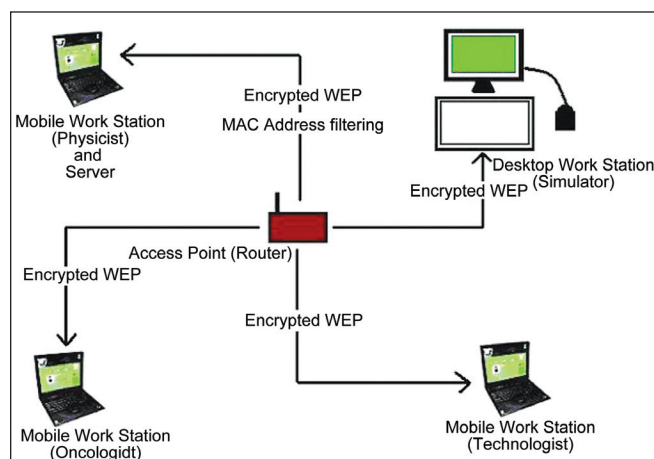 Encrypted WEP
MAC Address filtering
Mobile Work Station
(Physicist)
and
Server
Desktop Work Station
(Simulator)
Encrypted WEP
Access Point (Router)
Encrypted WEP
Encrypted WEP
Mobile Work Station
(Oncologidt)
Mobile Work Station
(Technologist)